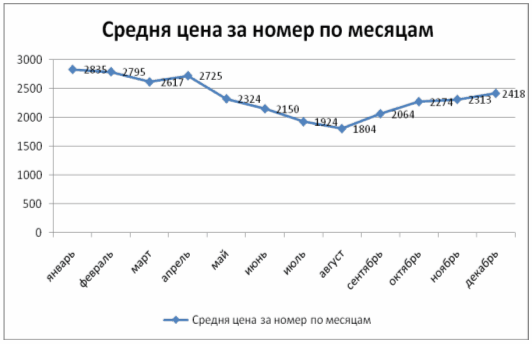 Средня цена за номер по месяцам
3000
2500
2000
1500
1000
500
0
2835
2795
2617
2725
2324
2150
1924
1804
2064
2274
2313
2418
январь
февраль
март
апрель
май
июнь
июль
август
сентябрь
октябрь
ноябрь
декабрь
Средня цена за номер по месяцам